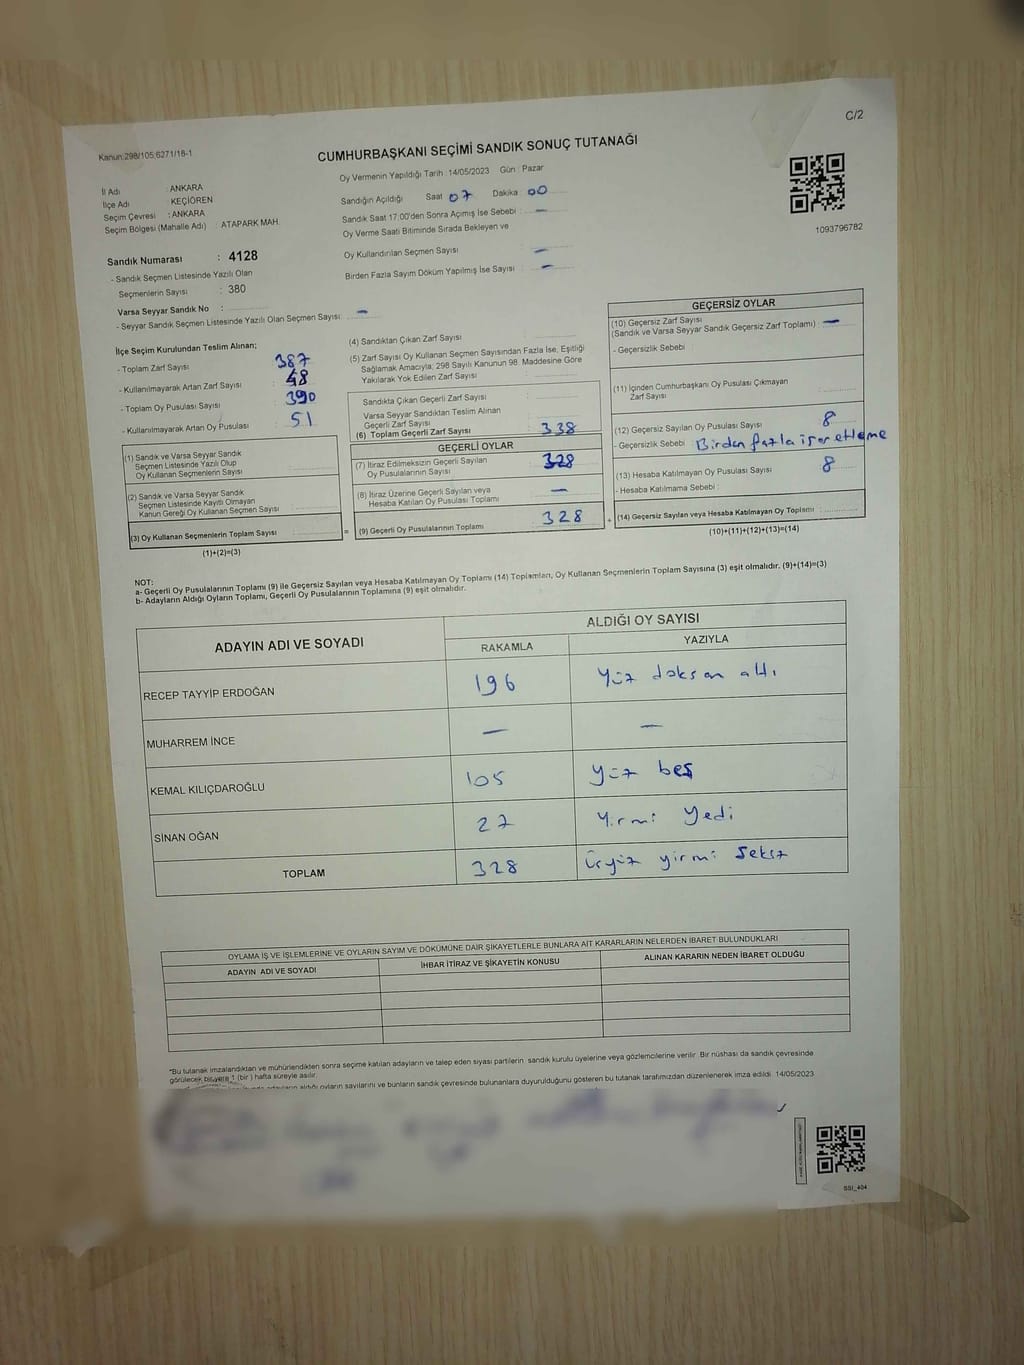 C/2
Kanun:298/105;6271/18-1
CUMHURBAŞKANI SEÇİMİ SANDIK SONUÇ TUTANAĞI
İl Adı : ANKARA
İlçe Adı : KEÇİÖREN
Seçim Çevresi : ANKARA
Seçim Bölgesi (Mahalle Adı) : ATAPARK MAH.
Oy Vermenin Yapıldığı Tarih : 14/05/2023 Gün : Pazar
Sandığın Açıldığı Saat 07 Dakika 00
Sandık Saat 17:00'den Sonra Açımış İse Sebebi : —
Oy Verme Saati Bitiminde Sırada Bekleyen ve
Oy Kullandırılan Seçmen Sayısı : —
Birden Fazla Sayım Döküm Yapılmış İse Sayısı : —
1093796782
Sandık Numarası : 4128
- Sandık Seçmen Listesinde Yazılı Olan
Seçmenlerin Sayısı : 380
Varsa Seyyar Sandık No :
- Seyyar Sandık Seçmen Listesinde Yazılı Olan Seçmen Sayısı: —
İlçe Seçim Kurulundan Teslim Alınan;
- Toplam Zarf Sayısı : 387
- Kullanılmayarak Artan Zarf Sayısı : 48
- Toplam Oy Pusulası Sayısı : 390
- Kullanılmayarak Artan Oy Pusulası : 51
(1) Sandık ve Varsa Seyyar Sandık
Seçmen Listesinde Yazılı Olup
Oy Kullanan Seçmenlerin Sayısı :
(2) Sandık ve Varsa Seyyar Sandık
Seçmen Listesinde Kayıtlı Olmayan
Kanun Gereği Oy Kullanan Seçmen Sayısı :
(3) Oy Kullanan Seçmenlerin Toplam Sayısı :
(1)+(2)=(3)
(4) Sandıktan Çıkan Zarf Sayısı :
(5) Zarf Sayısı Oy Kullanan Seçmen Sayısından Fazla İse, Eşitliği
Sağlamak Amacıyla; 298 Sayılı Kanunun 98. Maddesine Göre
Yakılarak Yok Edilen Zarf Sayısı :
Sandıkta Çıkan Geçerli Zarf Sayısı :
Varsa Seyyar Sandıktan Teslim Alınan
Geçerli Zarf Sayısı :
(6) Toplam Geçerli Zarf Sayısı : 338
GEÇERLİ OYLAR
(7) İtiraz Edilmeksizin Geçerli Sayılan
Oy Pusulasının Sayısı : 328
(8) İtiraz Üzerine Geçerli Sayılan veya
Hesaba Katılan Oy Pusulası Toplamı : —
= (9) Geçerli Oy Pusulalarının Toplamı : 328 +
GEÇERSİZ OYLAR
(10) Geçersiz Zarf Sayısı
(Sandık ve Varsa Seyyar Sandık Geçersiz Zarf Toplamı) : —
- Geçersizlik Sebebi :
(11) İçinden Cumhurbaşkanı Oy Pusulası Çıkmayan
Zarf Sayısı :
(12) Geçersiz Sayılan Oy Pusulası Sayısı : 8
- Geçersizlik Sebebi : Birden fazla işaretleme
(13) Hesaba Katılmayan Oy Pusulası Sayısı : 8
- Hesaba Katılmama Sebebi :
(14) Geçersiz Sayılan veya Hesaba Katılmayan Oy Toplamı :
(10)+(11)+(12)+(13)=(14)
NOT:
a- Geçerli Oy Pusulalarının Toplamı (9) ile Geçersiz Sayılan veya Hesaba Katılmayan Oy Toplamı (14) Toplamları, Oy Kullanan Seçmenlerin Toplam Sayısına (3) eşit olmalıdır. (9)+(14)=(3)
b- Adayların Aldığı Oyların Toplamı, Geçerli Oy Pusulalarının Toplamına (9) eşit olmalıdır.
ADAYIN ADI VE SOYADI
ALDIĞI OY SAYISI
RAKAMLA YAZIYLA
RECEP TAYYİP ERDOĞAN 196 Yüz doksan altı
MUHARREM İNCE — —
KEMAL KILIÇDAROĞLU 105 yüz beş
SİNAN OĞAN 27 Yirmi yedi
TOPLAM 328 üçyüz yirmi sekiz
OYLAMA İŞ VE İŞLEMLERİNE VE OYLARIN SAYIM VE DÖKÜMÜNE DAİR ŞİKAYETLERLE BUNLARA AİT KARARLARIN NELERDEN İBARET BULUNDUKLARI
ADAYIN ADI VE SOYADI İHBAR İTİRAZ VE ŞİKAYETİN KONUSU ALINAN KARARIN NEDEN İBARET OLDUĞU
*Bu tutanak imzalandıktan ve mühürlendikten sonra seçime katılan adayların ve talep eden siyasi partilerin sandık kurulu üyelerine veya gözlemcilerine verilir. Bir nüshası da sandık çevresinde
görülecek bir yere 1 (bir) hafta süreyle asılır.
adayların aldığı oyların sayılarını ve bunların sandık çevresinde bulunanlara duyurulduğunu gösteren bu tutanak tarafımızdan düzenlenerek imza edildi. 14/05/2023
SSI_404